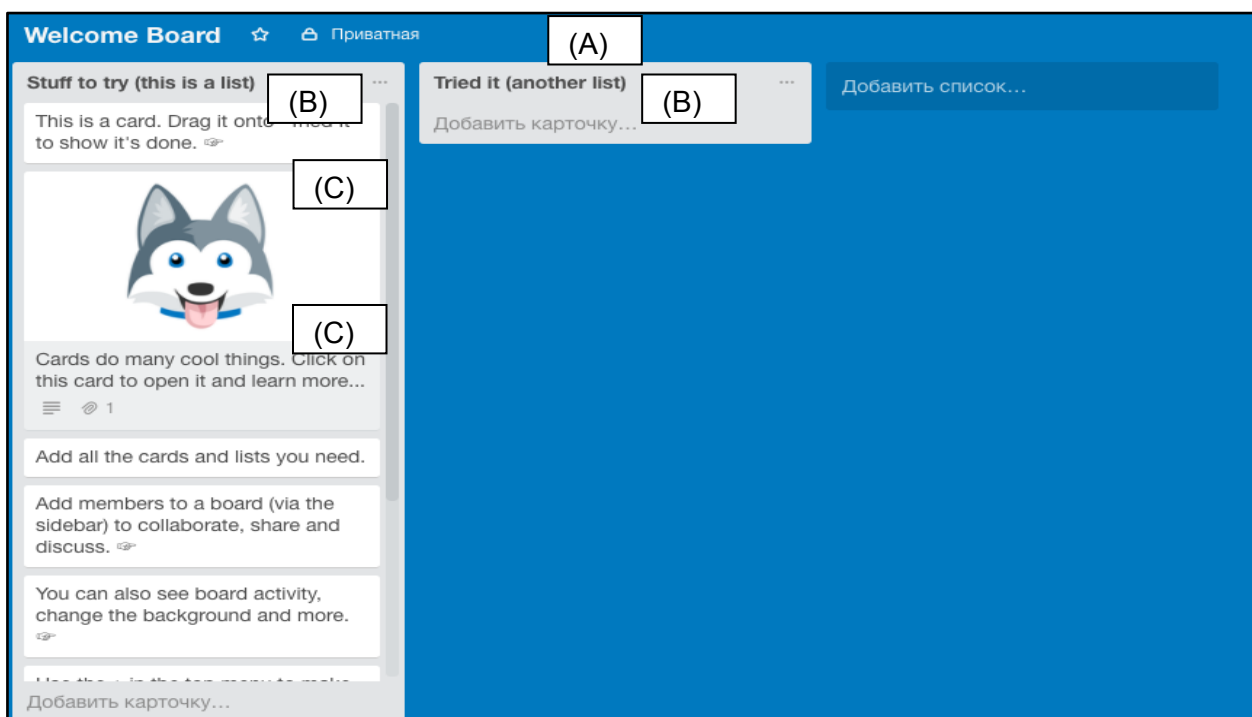 Welcome Board Приватная
(A)
Stuff to try (this is a list)
(B)
This is a card. Drag it onto
to show it's done. ☞
(C)
(C)
Cards do many cool things. Click on
this card to open it and learn more...
1
Add all the cards and lists you need.
Add members to a board (via the
sidebar) to collaborate, share and
discuss. ☞
You can also see board activity,
change the background and more.
☞
Добавить карточку...
Tried it (another list)
(B)
Добавить карточку...
Добавить список...